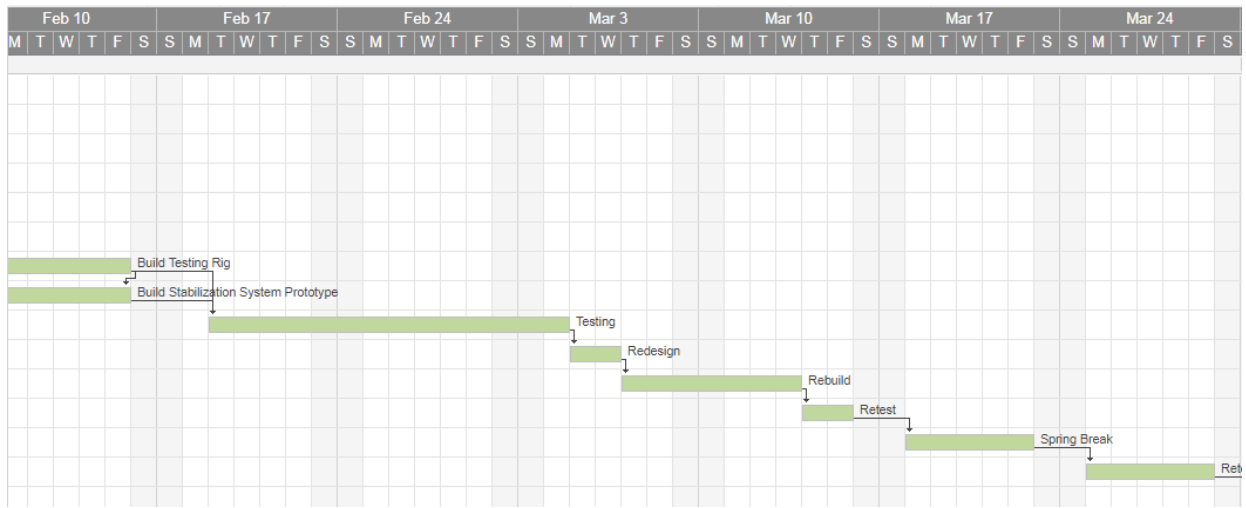 Feb 10 Feb 17 Feb 24 Mar 3 Mar 10 Mar 17 Mar 24
M T W T F S S M T W T F S S M T W T F S S M T W T F S S M T W T F S S M T W T F S S M T W T F S
Build Testing Rig
Build Stabilization System Prototype
Testing
Redesign
Rebuild
Retest
Spring Break